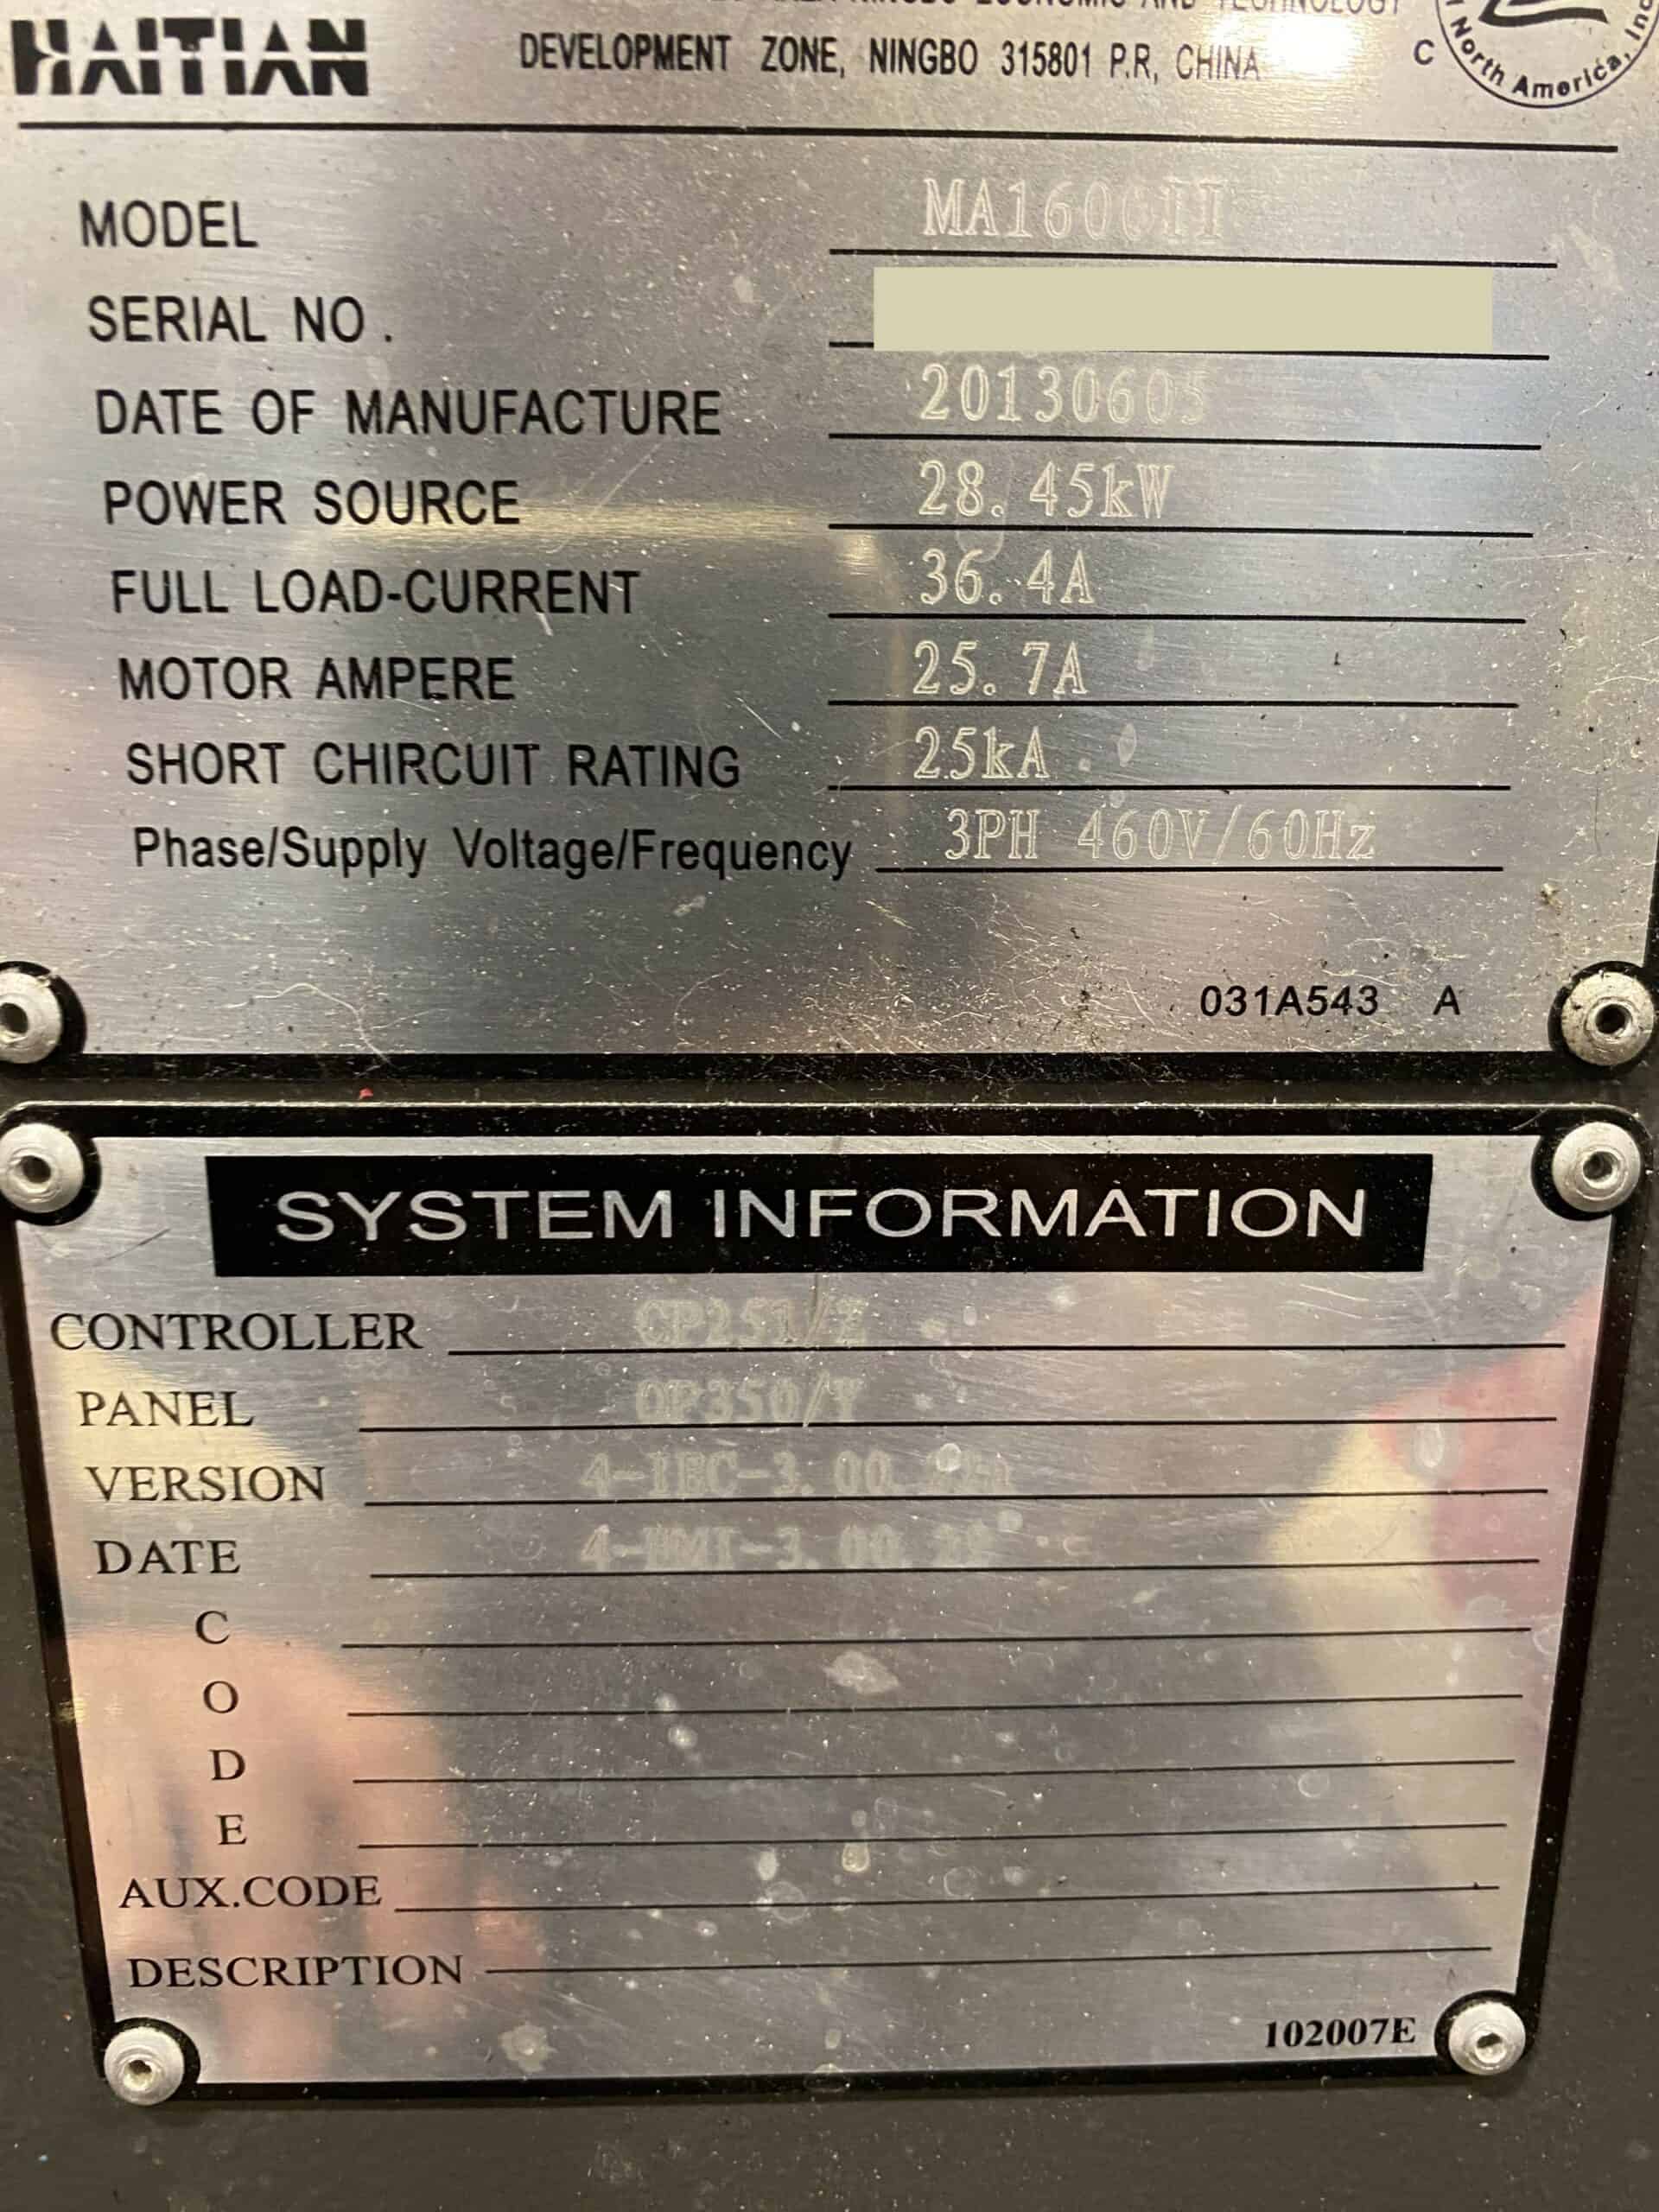 HAITIAN
DEVELOPMENT ZONE, NINGBO 315801 P.R, CHINA
C
North America, Inc
MODEL MA1600II
SERIAL NO.
DATE OF MANUFACTURE 20130605
POWER SOURCE 28.45kW
FULL LOAD-CURRENT 36.4A
MOTOR AMPERE 25.7A
SHORT CHIRCUIT RATING 25kA
Phase/Supply Voltage/Frequency 3PH 460V/60Hz
031A543 A
SYSTEM INFORMATION
CONTROLLER CP251/Z
PANEL OP350/Y
VERSION
DATE
C
O
D
E
AUX.CODE
DESCRIPTION
102007E